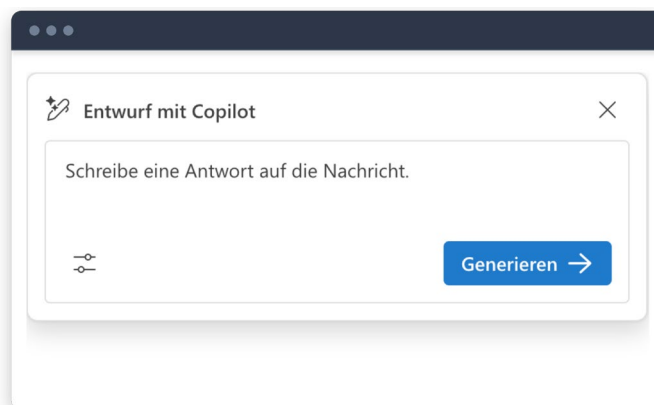 Entwurf mit Copilot
Schreibe eine Antwort auf die Nachricht.
Generieren